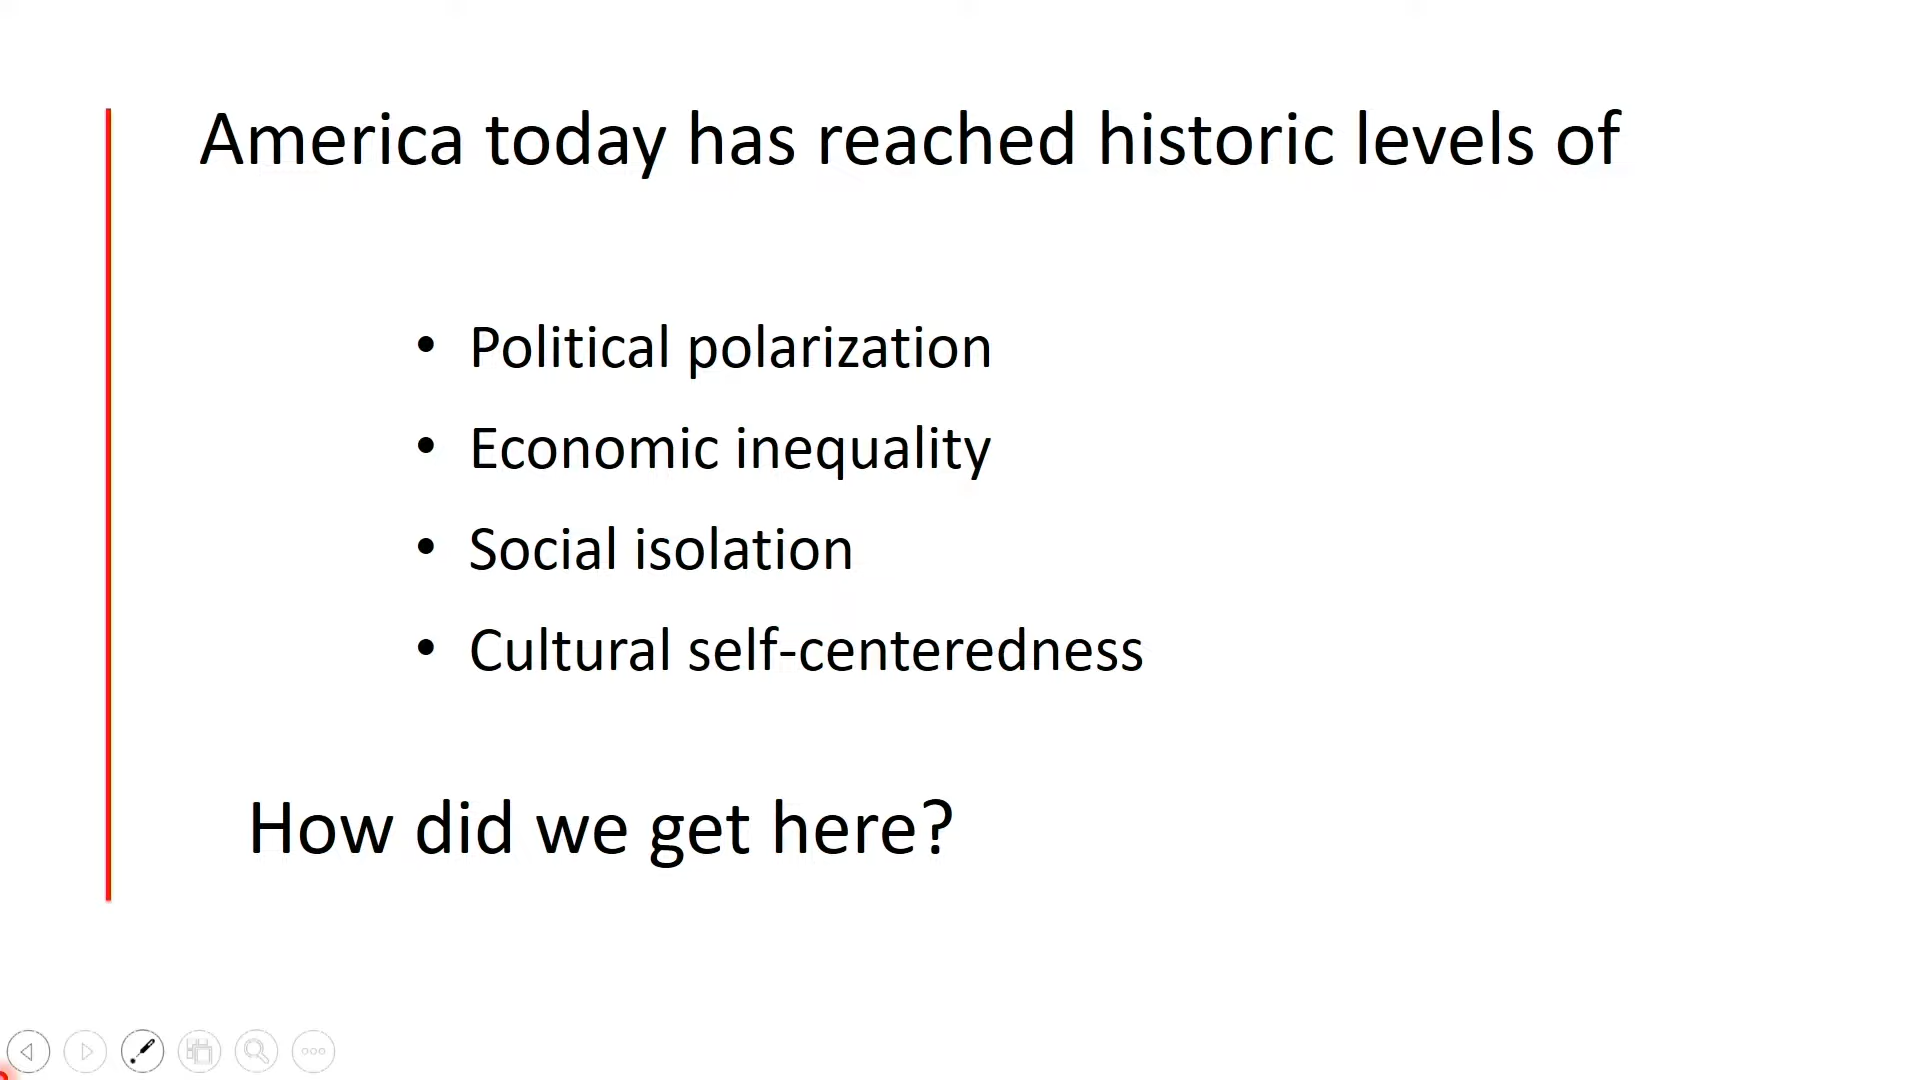 America today has reached historic levels of
• Political polarization
• Economic inequality
• Social isolation
• Cultural self-centeredness
How did we get here?